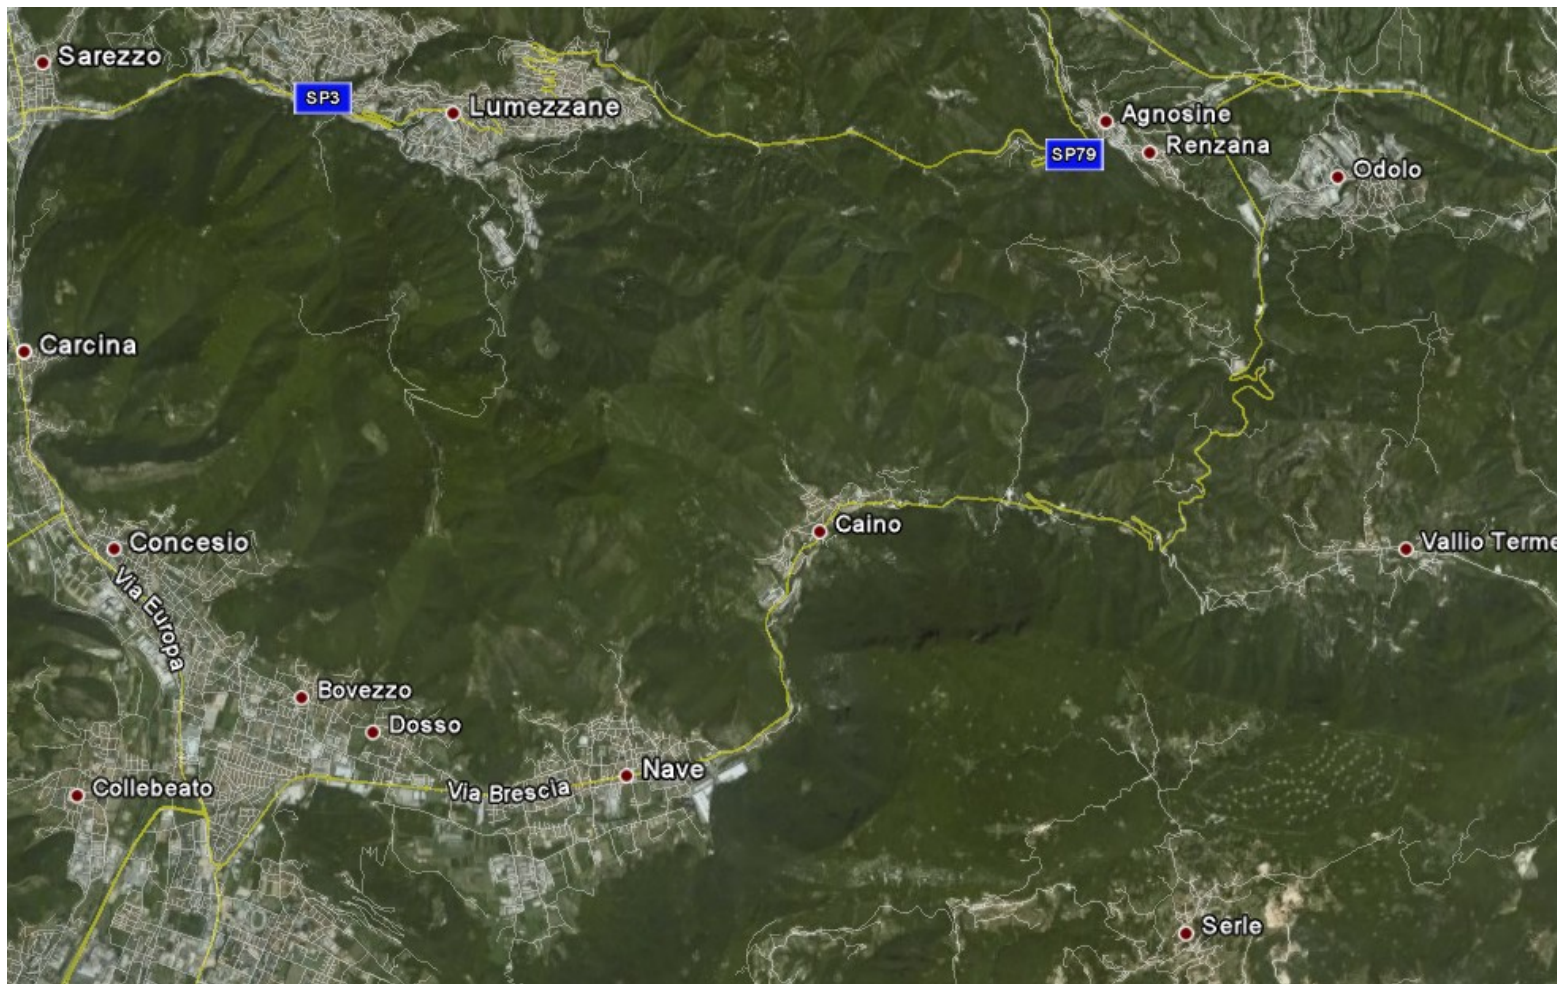 Sarezzo
SP3
Lumezzane
Agnosine
SP79
Renzana
Odolo
Carcina
Caino
Concesio
Vallio Terme
Via Europa
Bovezzo
Dosso
Nave
Collebeato
Via Brescia
Serle